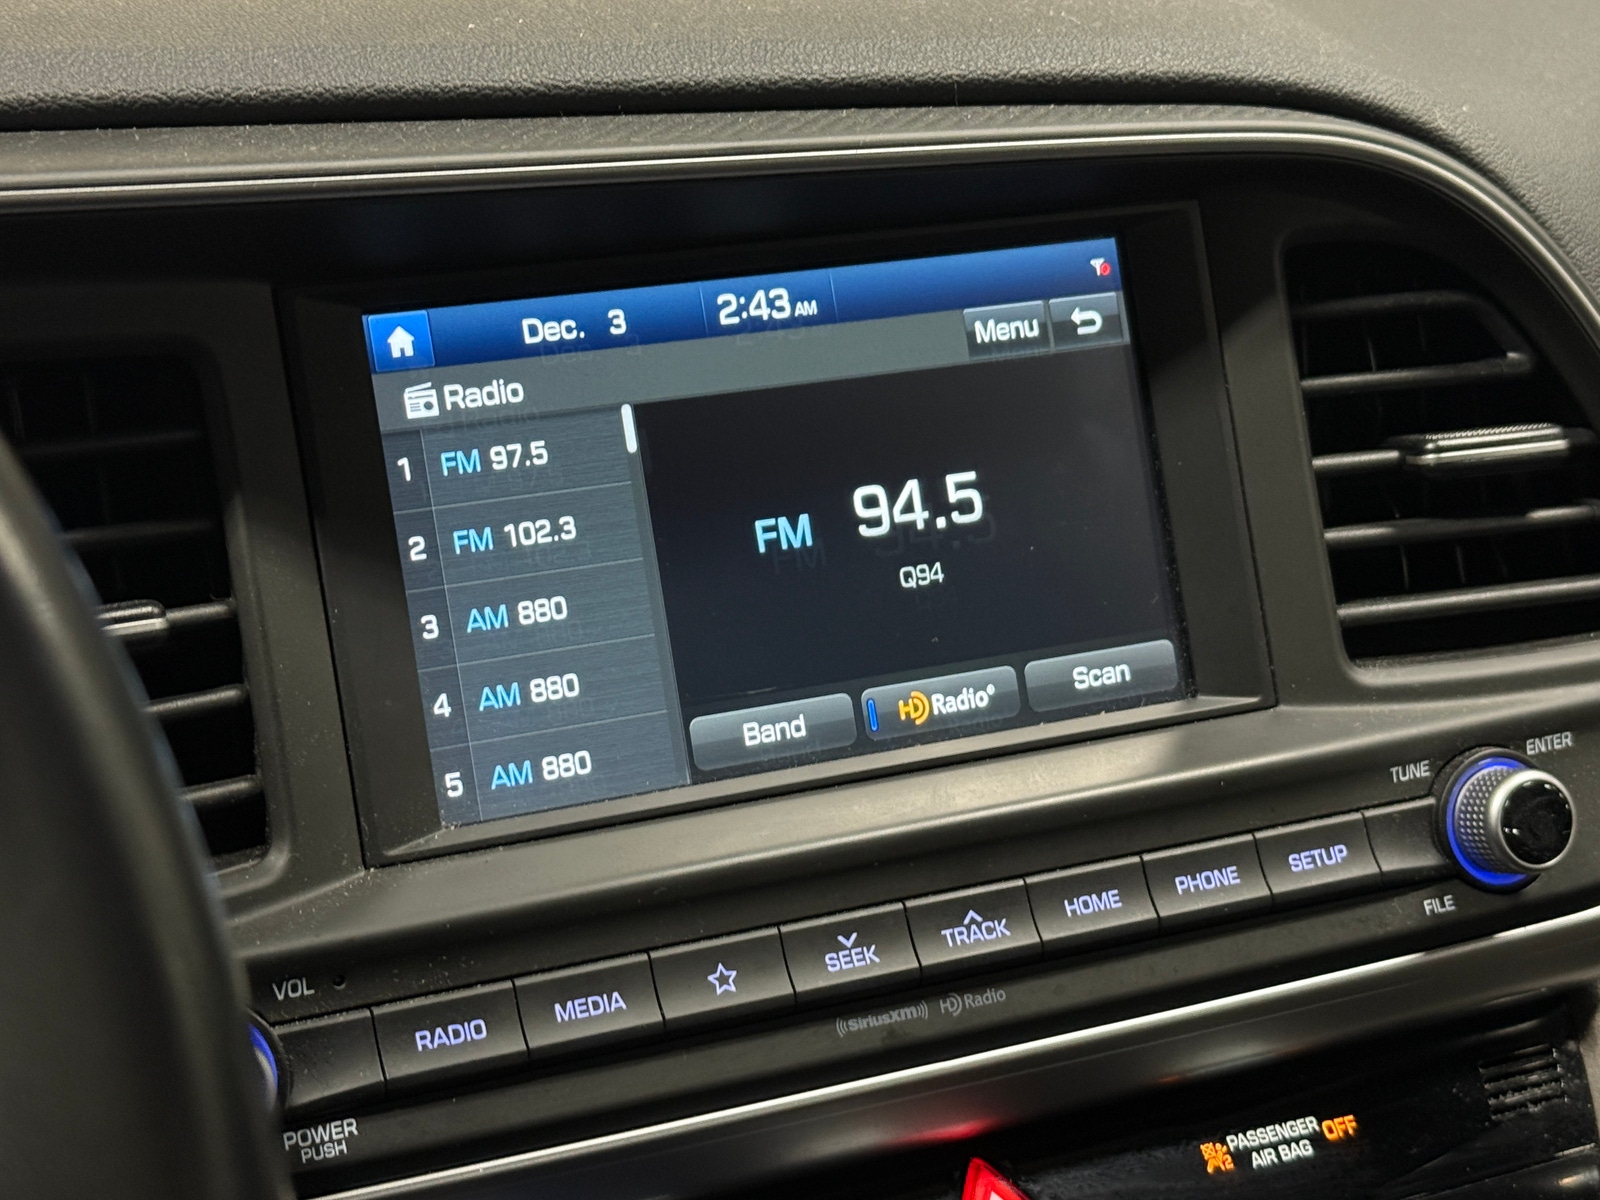 Dec. 3 2:43 AM
Menu
Radio
1 FM 97.5
2 FM 102.3
3 AM 880
4 AM 880
5 AM 880
FM 94.5
Q94
Band HD Radio® Scan
TUNE ENTER
FILE
VOL
RADIO MEDIA SEEK TRACK HOME PHONE SETUP
(((SiriusXM))) HD Radio
POWER
PUSH
PASSENGER OFF
AIR BAG
2